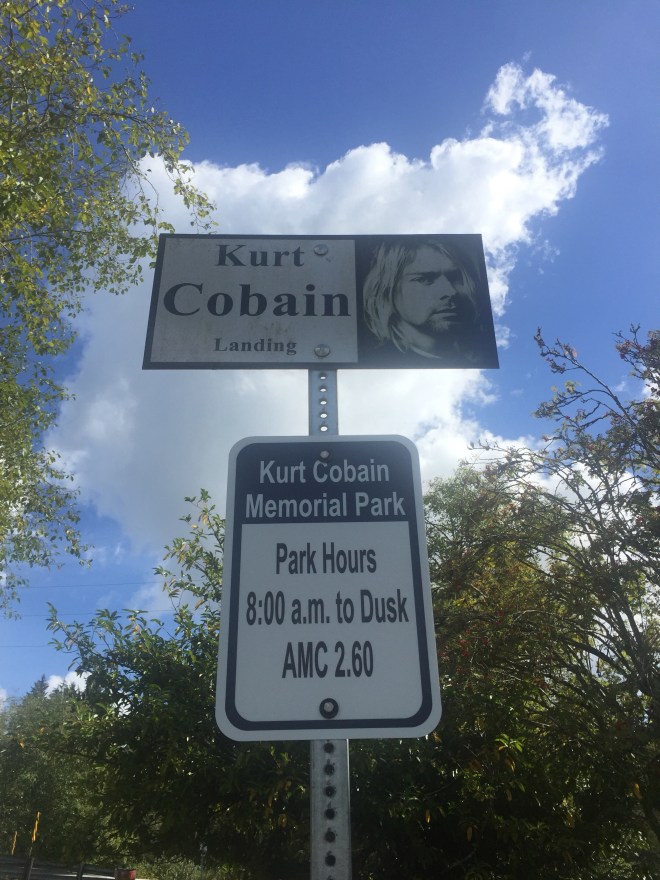 Kurt
Cobain
Landing
Kurt Cobain
Memorial Park
Park Hours
8:00 a.m. to Dusk
AMC 2.60